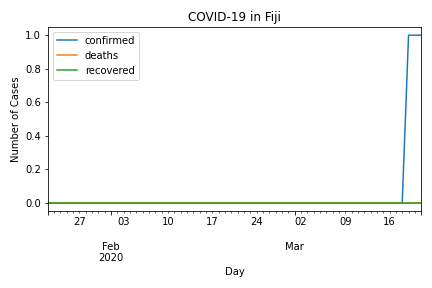 COVID-19 in Fiji
confirmed
deaths
recovered
Number of Cases
1.0
0.8
0.6
0.4
0.2
0.0
27 03 10 17 24 02 09 16
Feb Mar
2020
Day